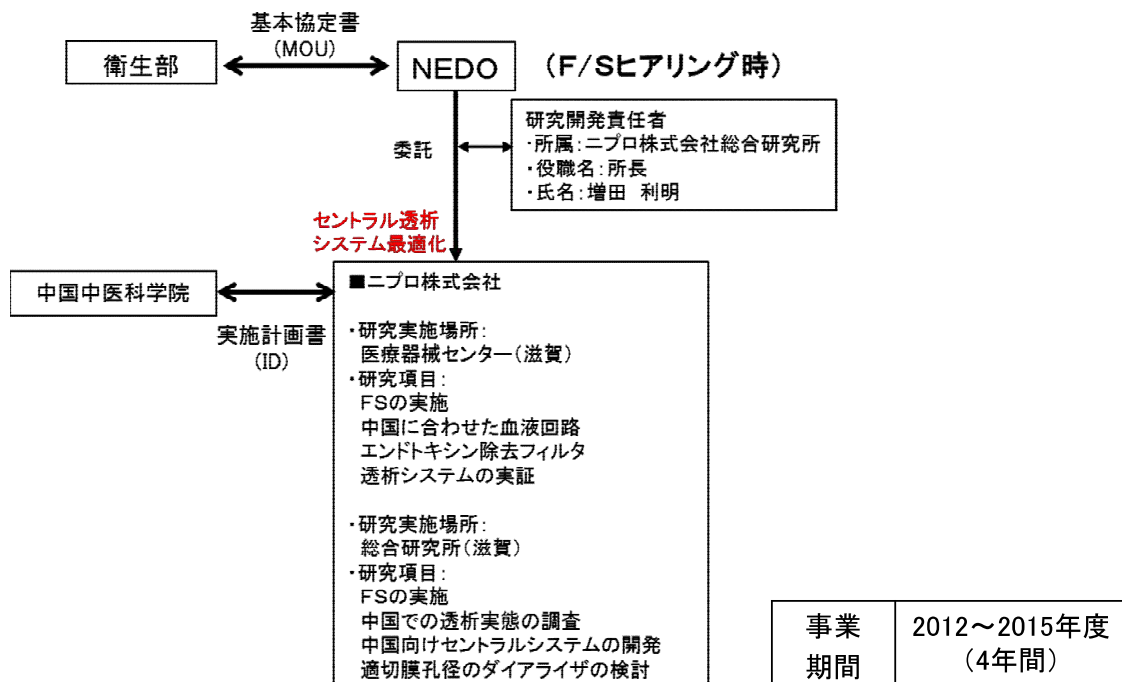 基本協定書
(MOU)
衛生部
NEDO
(F/Sヒアリング時)
委託
研究開発責任者
・所属:ニプロ株式会社総合研究所
・役職名:所長
・氏名:増田 利明
セントラル透析
システム最適化
中国中医科学院
実施計画書
(ID)
■ニプロ株式会社
・研究実施場所:
医療器械センター(滋賀)
・研究項目:
FSの実施
中国に合わせた血液回路
エンドトキシン除去フィルタ
透析システムの実証
・研究実施場所:
総合研究所(滋賀)
・研究項目:
FSの実施
中国での透析実態の調査
中国向けセントラルシステムの開発
適切膜孔径のダイアライザの検討
事業
期間
2012～2015年度
(4年間)